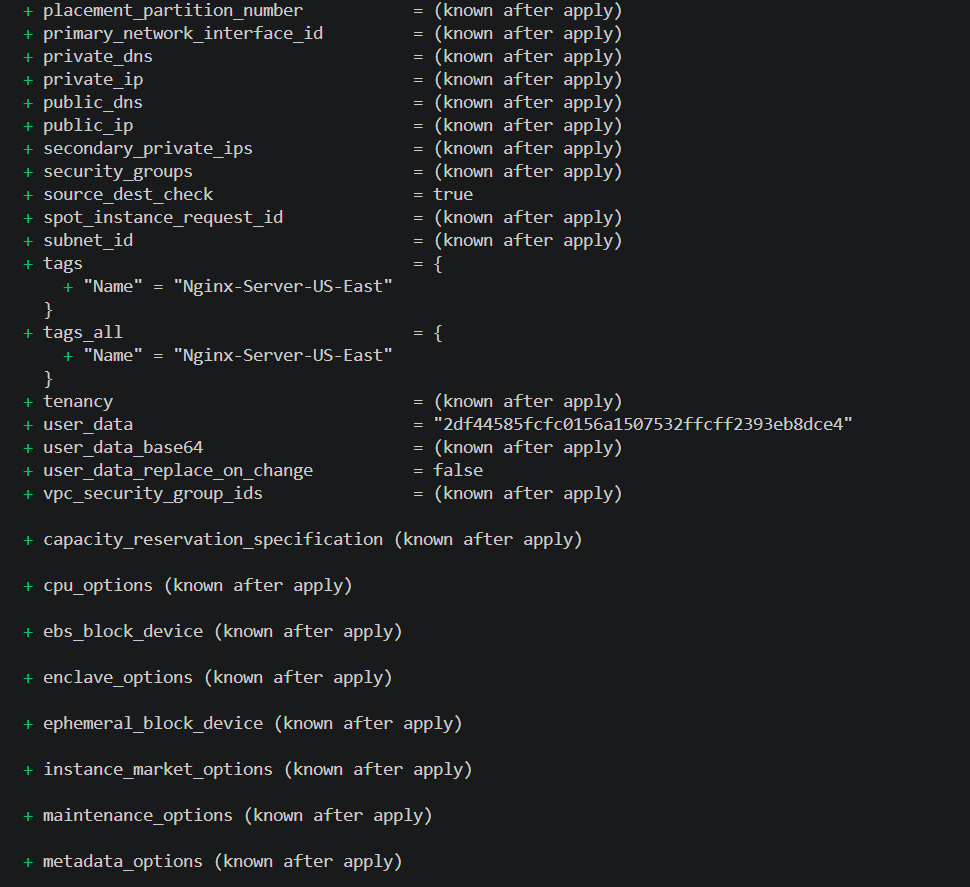 + placement_partition_number = (known after apply)
+ primary_network_interface_id = (known after apply)
+ private_dns = (known after apply)
+ private_ip = (known after apply)
+ public_dns = (known after apply)
+ public_ip = (known after apply)
+ secondary_private_ips = (known after apply)
+ security_groups = (known after apply)
+ source_dest_check = true
+ spot_instance_request_id = (known after apply)
+ subnet_id = (known after apply)
+ tags = {
+ "Name" = "Nginx-Server-US-East"
}
+ tags_all = {
+ "Name" = "Nginx-Server-US-East"
}
+ tenancy = (known after apply)
+ user_data = "2df44585fcfc0156a1507532ffcff2393eb8dce4"
+ user_data_base64 = (known after apply)
+ user_data_replace_on_change = false
+ vpc_security_group_ids = (known after apply)
+ capacity_reservation_specification (known after apply)
+ cpu_options (known after apply)
+ ebs_block_device (known after apply)
+ enclave_options (known after apply)
+ ephemeral_block_device (known after apply)
+ instance_market_options (known after apply)
+ maintenance_options (known after apply)
+ metadata_options (known after apply)